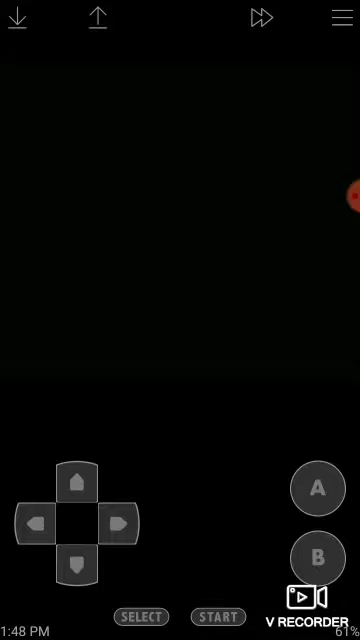 A
B
SELECT
START
V RECORDER
1:48 PM
61%